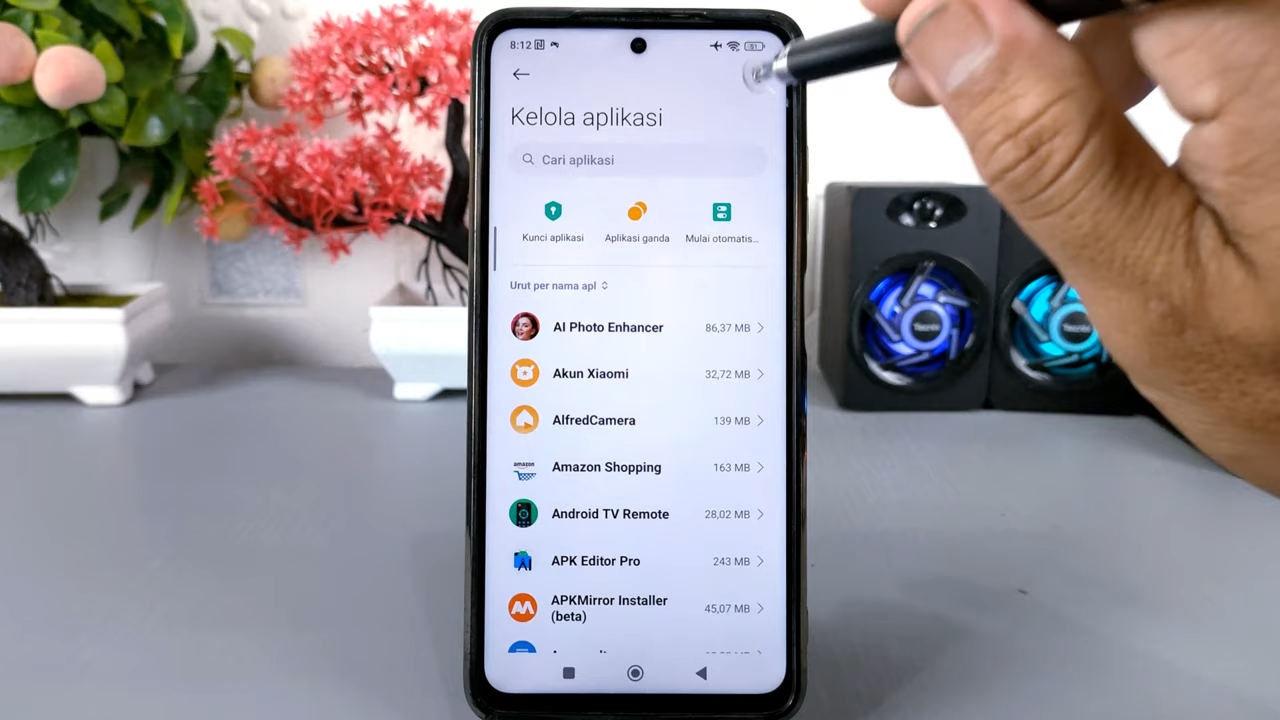 8:12
51
Kelola aplikasi
Cari aplikasi
Kunci aplikasi
Aplikasi ganda
Mulai otomatis...
Urut per nama apl
AI Photo Enhancer
86,37 MB
Akun Xiaomi
32,72 MB
AlfredCamera
139 MB
amazon
Amazon Shopping
163 MB
Android TV Remote
28,02 MB
APK Editor Pro
243 MB
APKMirror Installer
(beta)
45,07 MB